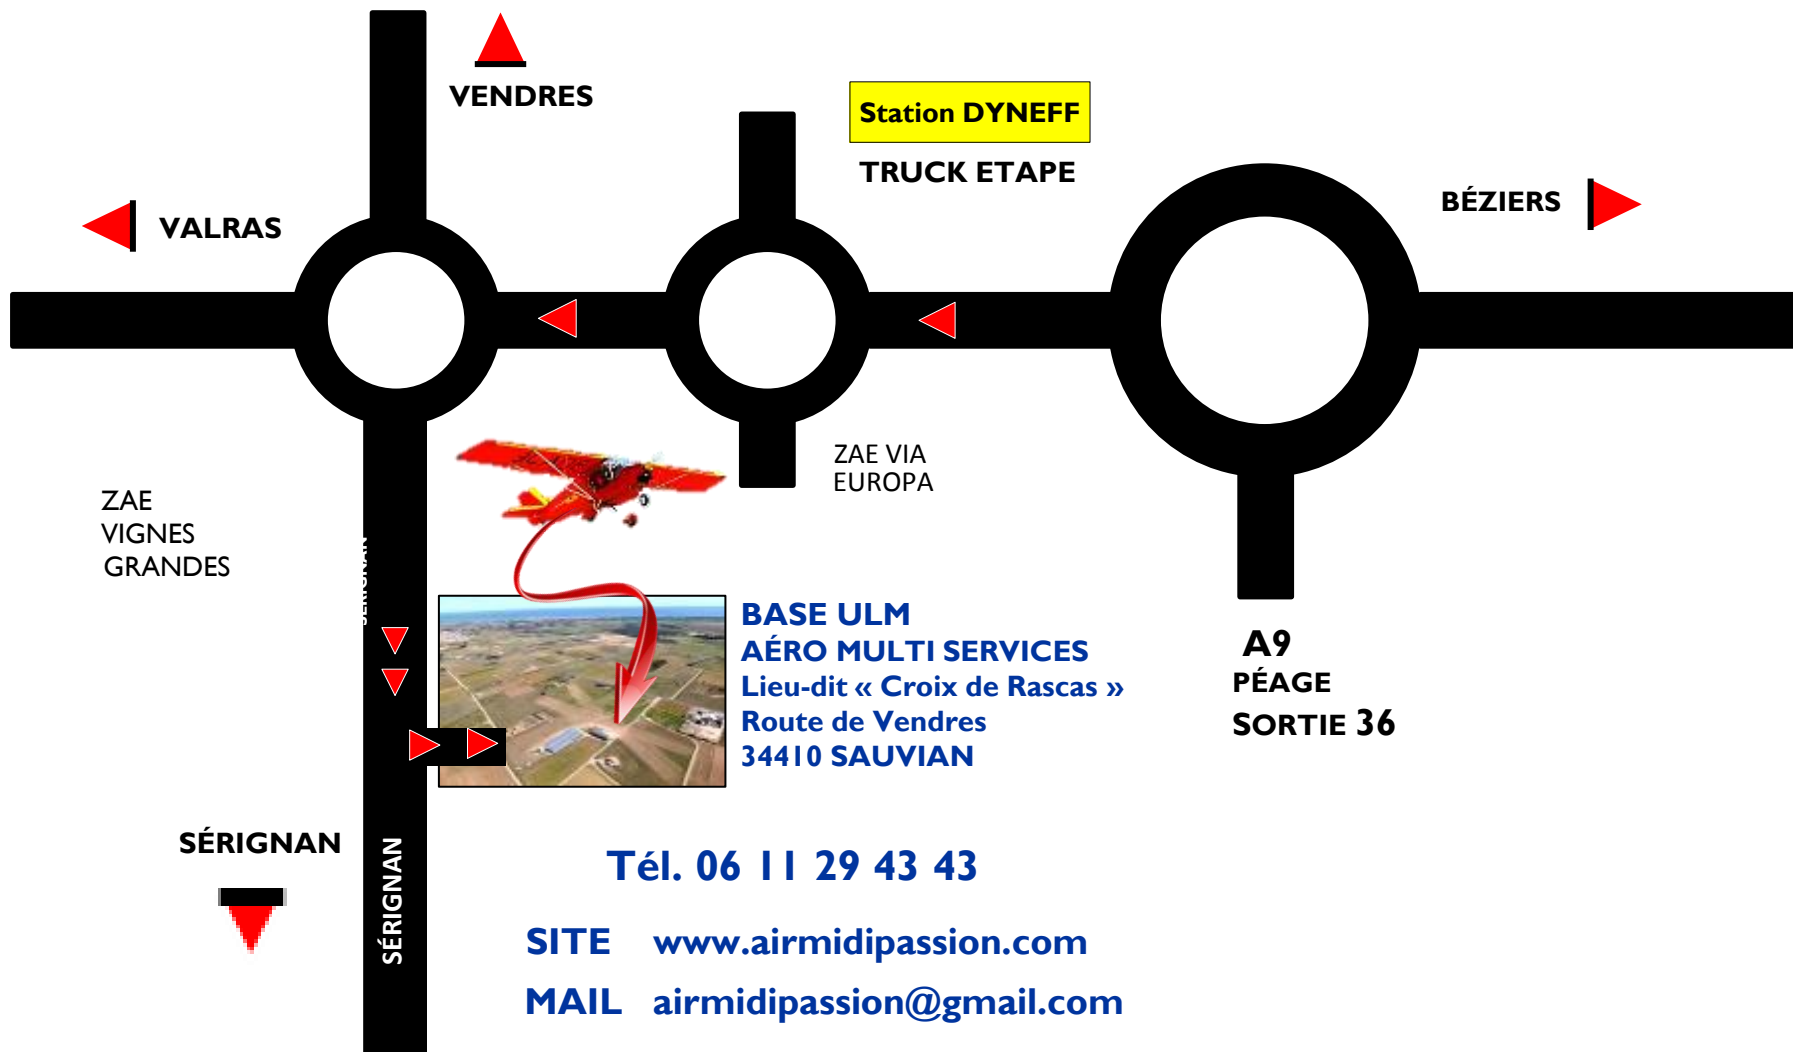 VENDRES
Station DYNEFF
TRUCK ETAPE
BÉZIERS
VALRAS
ZAE VIA
EUROPA
ZAE
VIGNES
GRANDES
SÉRIGNAN
BASE ULM
AÉRO MULTI SERVICES
Lieu-dit « Croix de Rascas »
Route de Vendres
34410 SAUVIAN
A9
PÉAGE
SORTIE 36
SÉRIGNAN
SÉRIGNAN
Tél. 06 11 29 43 43
SITE www.airmidipassion.com
MAIL airmidipassion@gmail.com